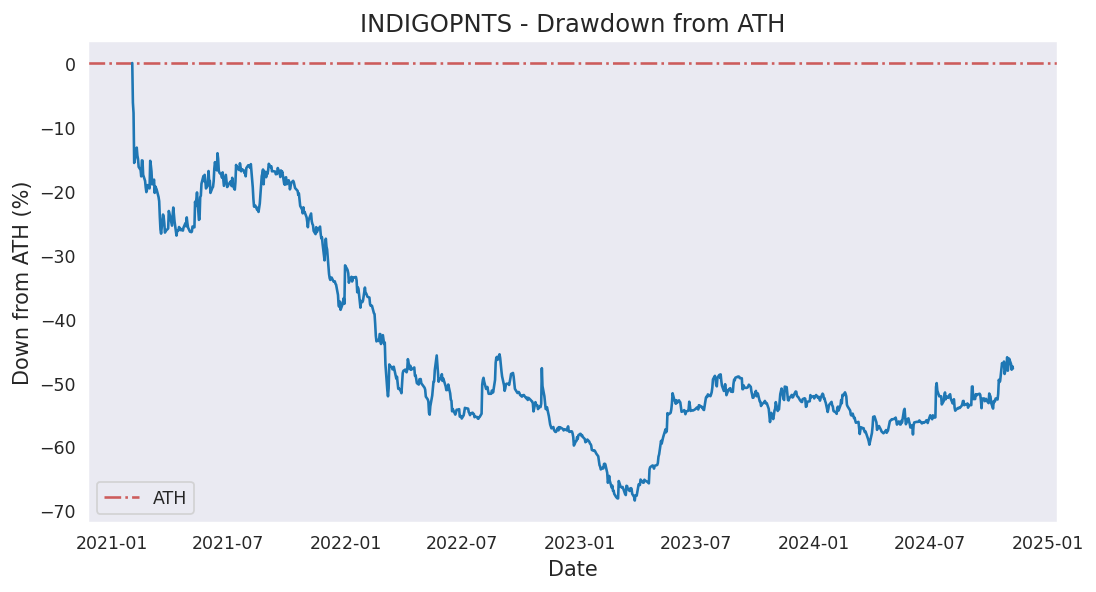 INDIGOPNTS - Drawdown from ATH
Down from ATH (%)
0
−10
−20
−30
−40
−50
−60
−70
ATH
2021-01 2021-07 2022-01 2022-07 2023-01 2023-07 2024-01 2024-07 2025-01
Date